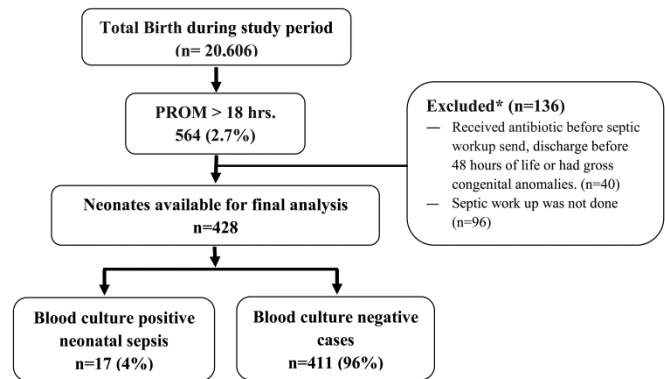 Total Birth during study period
(n= 20,606)
PROM > 18 hrs.
564 (2.7%)
Excluded* (n=136)
— Received antibiotic before septic
workup send, discharge before
48 hours of life or had gross
congenital anomalies. (n=40)
— Septic work up was not done
(n=96)
Neonates available for final analysis
n=428
Blood culture positive
neonatal sepsis
n=17 (4%)
Blood culture negative
cases
n=411 (96%)